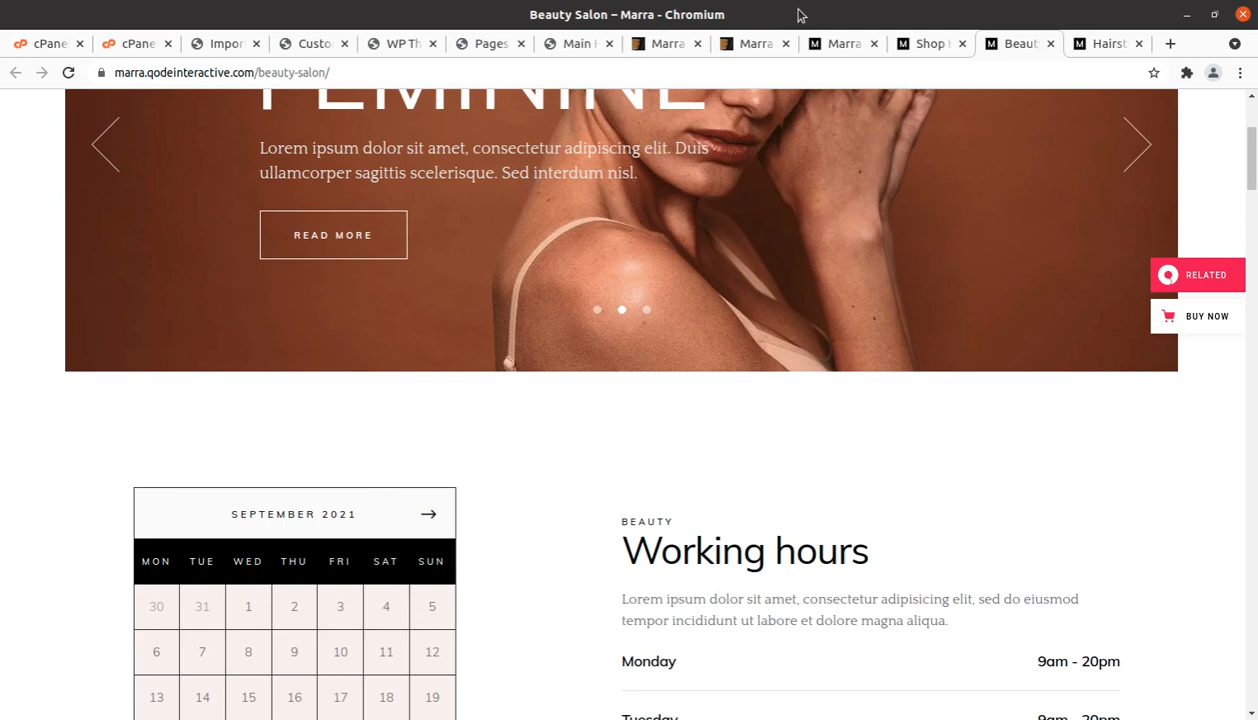 Beauty Salon – Marra - Chromium
cPane
cPanel
Impor
Custo
WP Th
Pages
Main
Marra
Marra
Marra
Shop
Beaut
Hairst
marra.qodeinteractive.com/beauty-salon/
FEMININE
Lorem ipsum dolor sit amet, consectetur adipiscing elit. Duis
ullamcorper sagittis scelerisque. Sed interdum nisl.
READ MORE
RELATED
BUY NOW
SEPTEMBER 2021
MON TUE WED THU FRI SAT SUN
30 31 1 2 3 4 5
6 7 8 9 10 11 12
13 14 15 16 17 18 19
BEAUTY
Working hours
Lorem ipsum dolor sit amet, consectetur adipisicing elit, sed do eiusmod
tempor incididunt ut labore et dolore magna aliqua.
Monday 9am - 20pm
Tuesday 9am - 20pm